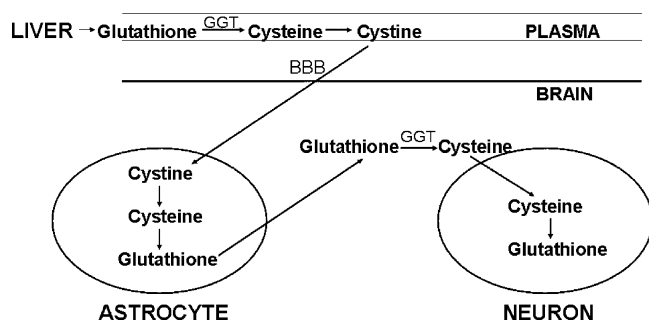 LIVER → Glutathione GGT Cysteine → Cystine PLASMA
BBB
BRAIN
Glutathione GGT Cysteine
Cystine
Cysteine
Glutathione
Cysteine
Glutathione
ASTROCYTE NEURON